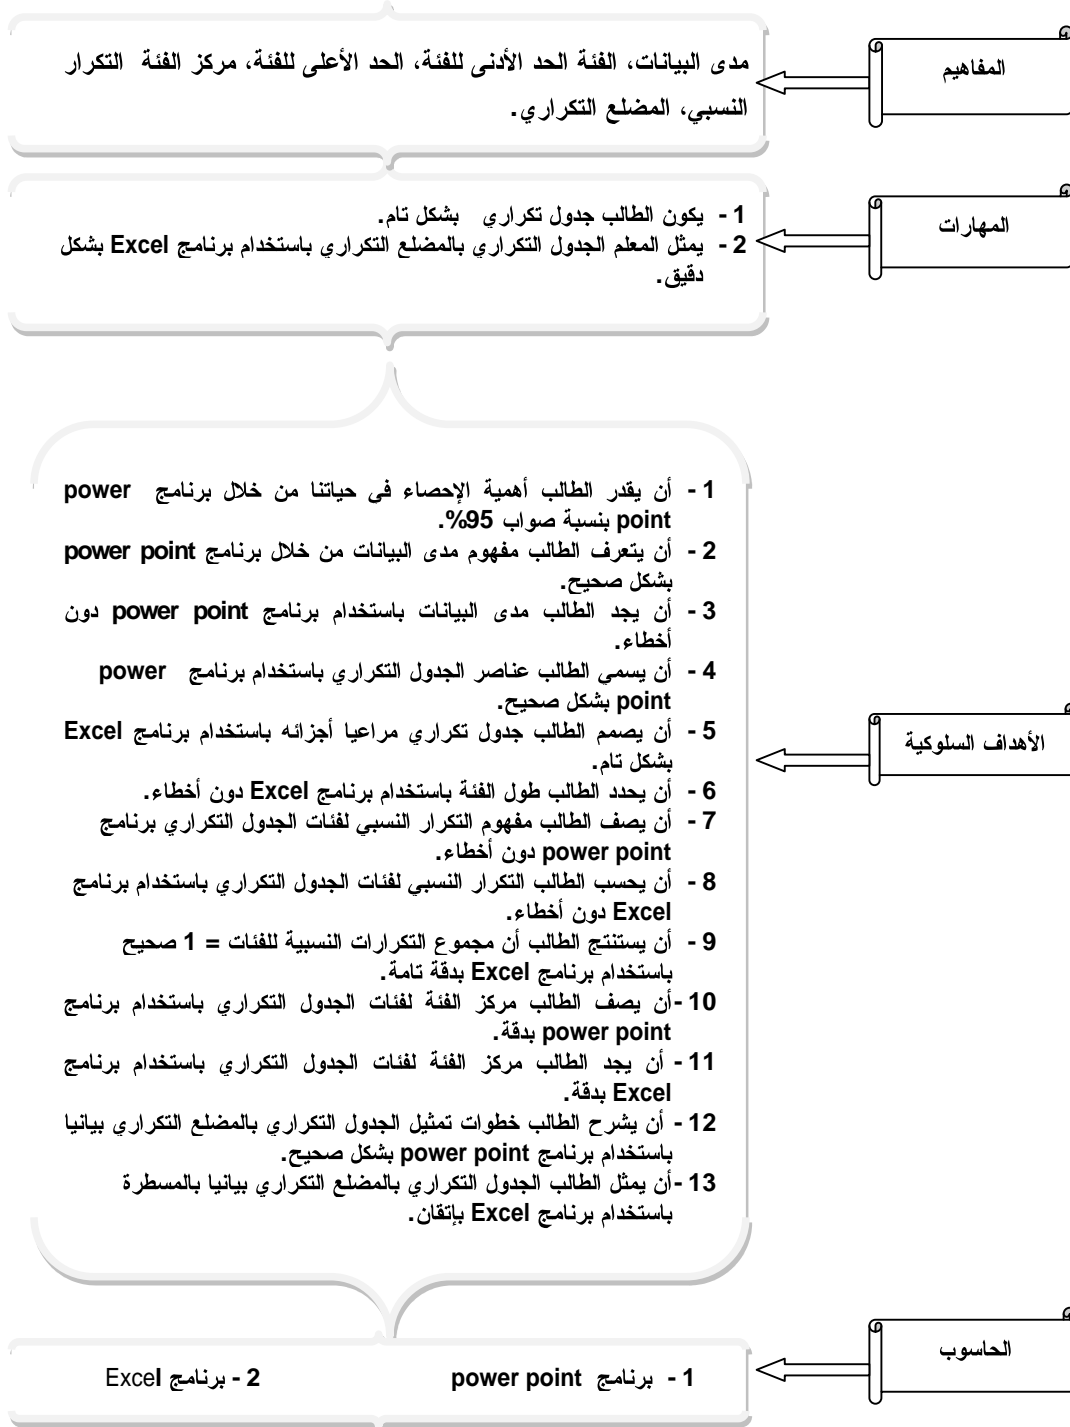 المفاهيم
مدى البيانات، الفئة الحد الأدنى للفئة، الحد الأعلى للفئة، مركز الفئة التكرار
النسبي، المضلع التكراري.
المهارات
1 - يكون الطالب جدول تكراري بشكل تام.
2 - يمثل المعلم الجدول التكراري بالمضلع التكراري باستخدام برنامج Excel بشكل
دقيق.
الأهداف السلوكية
1 - أن يقدر الطالب أهمية الإحصاء في حياتنا من خلال برنامج power
point بنسبة صواب 95%.
2 - أن يتعرف الطالب مفهوم مدى البيانات من خلال برنامج power point
بشكل صحيح.
3 - أن يجد الطالب مدى البيانات باستخدام برنامج power point دون
أخطاء.
4 - أن يسمي الطالب عناصر الجدول التكراري باستخدام برنامج power
point بشكل صحيح.
5 - أن يصمم الطالب جدول تكراري مراعيا أجزائه باستخدام برنامج Excel
بشكل تام.
6 - أن يحدد الطالب طول الفئة باستخدام برنامج Excel دون أخطاء.
7 - أن يصف الطالب مفهوم التكرار النسبي لفئات الجدول التكراري برنامج
power point دون أخطاء.
8 - أن يحسب الطالب التكرار النسبي لفئات الجدول التكراري باستخدام برنامج
Excel دون أخطاء.
9 - أن يستنتج الطالب أن مجموع التكرارات النسبية للفئات = 1 صحيح
باستخدام برنامج Excel بدقة تامة.
10 -أن يصف الطالب مركز الفئة لفئات الجدول التكراري باستخدام برنامج
power point بدقة.
11 - أن يجد الطالب مركز الفئة لفئات الجدول التكراري باستخدام برنامج
Excel بدقة.
12 - أن يشرح الطالب خطوات تمثيل الجدول التكراري بالمضلع التكراري بيانيا
باستخدام برنامج power point بشكل صحيح.
13 -أن يمثل الطالب الجدول التكراري بالمضلع التكراري بيانيا بالمسطرة
باستخدام برنامج Excel بإتقان.
الحاسوب
1 - برنامج power point 2 - برنامج Excel